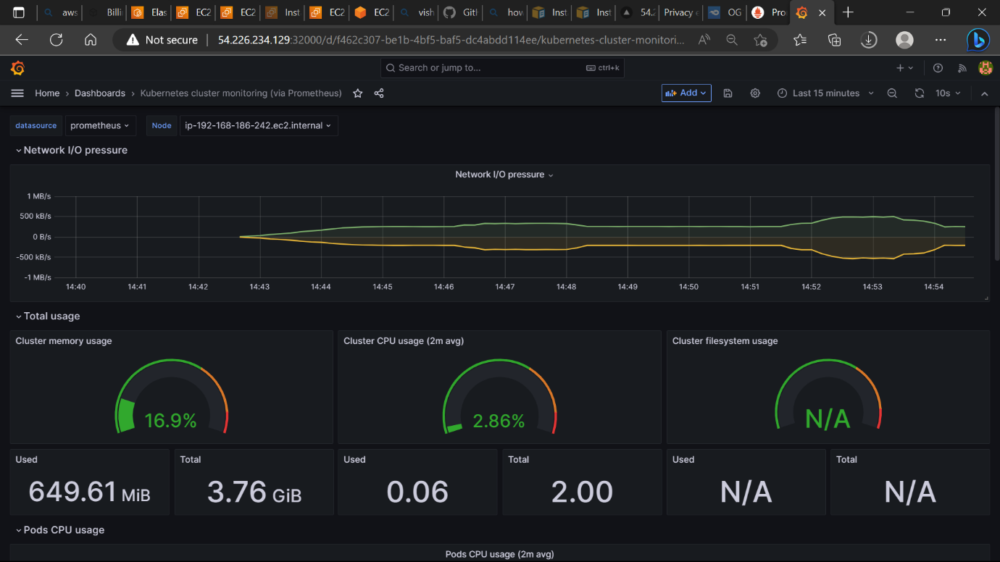 aws
Billi
Elas
EC2
EC2
Inst
EC2
EC2
vish
GitH
how
Inst
Inst
54.2
Privacy e
OG
Pro
Not secure
54.226.234.129:32000/d/f462c307-be1b-4bf5-baf5-dc4abdd114ee/kubernetes-cluster-monitori...
Search or jump to...
ctrl+k
Home › Dashboards › Kubernetes cluster monitoring (via Prometheus)
Add
Last 15 minutes
10s
datasource prometheus Node ip-192-168-186-242.ec2.internal
Network I/O pressure
Network I/O pressure
1 MB/s
500 kB/s
0 B/s
-500 kB/s
-1 MB/s
14:40 14:41 14:42 14:43 14:44 14:45 14:46 14:47 14:48 14:49 14:50 14:51 14:52 14:53 14:54
Total usage
Cluster memory usage
16.9%
Cluster CPU usage (2m avg)
2.86%
Cluster filesystem usage
N/A
Used
649.61 MiB
Total
3.76 GiB
Used
0.06
Total
2.00
Used
N/A
Total
N/A
Pods CPU usage
Pods CPU usage (2m avg)